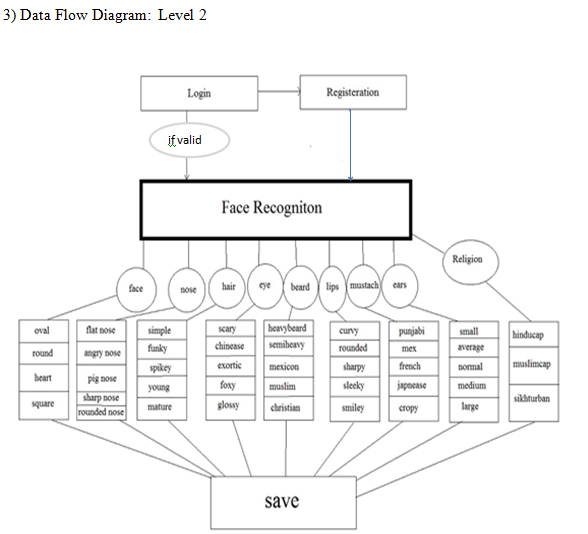 3) Data Flow Diagram: Level 2
Login
Registeration
if valid
Face Recogniton
Religion
face
nose
hair
eye
beard
lips
mustach
ears
oval
round
heart
square
flat nose
angry nose
pig nose
sharp nose
rounded nose
simple
funky
spikey
young
mature
scary
chinease
exortic
foxy
glossy
heavybeard
semiheavy
mexicon
muslim
christian
curvy
rounded
sharpy
sleeky
smiley
punjabi
mex
french
japnease
cropy
small
average
normal
medium
large
hinducap
muslimcap
sikhturban
save